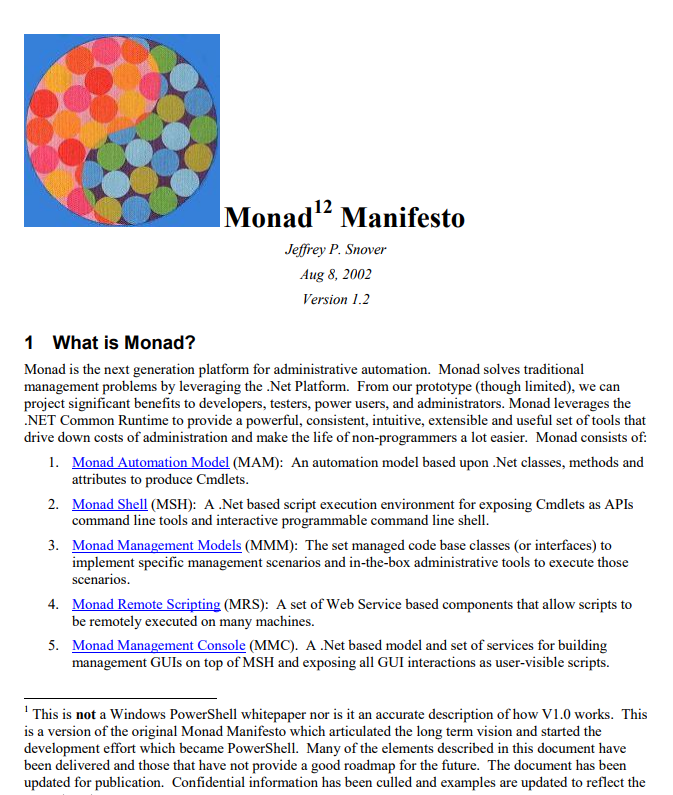 Monad12 Manifesto
Jeffrey P. Snover
Aug 8, 2002
Version 1.2
1 What is Monad?
Monad is the next generation platform for administrative automation. Monad solves traditional
management problems by leveraging the .Net Platform. From our prototype (though limited), we can
project significant benefits to developers, testers, power users, and administrators. Monad leverages the
.NET Common Runtime to provide a powerful, consistent, intuitive, extensible and useful set of tools that
drive down costs of administration and make the life of non-programmers a lot easier. Monad consists of:
1. Monad Automation Model (MAM): An automation model based upon .Net classes, methods and
attributes to produce Cmdlets.
2. Monad Shell (MSH): A .Net based script execution environment for exposing Cmdlets as APIs
command line tools and interactive programmable command line shell.
3. Monad Management Models (MMM): The set managed code base classes (or interfaces) to
implement specific management scenarios and in-the-box administrative tools to execute those
scenarios.
4. Monad Remote Scripting (MRS): A set of Web Service based components that allow scripts to
be remotely executed on many machines.
5. Monad Management Console (MMC). A .Net based model and set of services for building
management GUIs on top of MSH and exposing all GUI interactions as user-visible scripts.
1 This is not a Windows PowerShell whitepaper nor is it an accurate description of how V1.0 works. This
is a version of the original Monad Manifesto which articulated the long term vision and started the
development effort which became PowerShell. Many of the elements described in this document have
been delivered and those that have not provide a good roadmap for the future. The document has been
updated for publication. Confidential information has been culled and examples are updated to reflect the